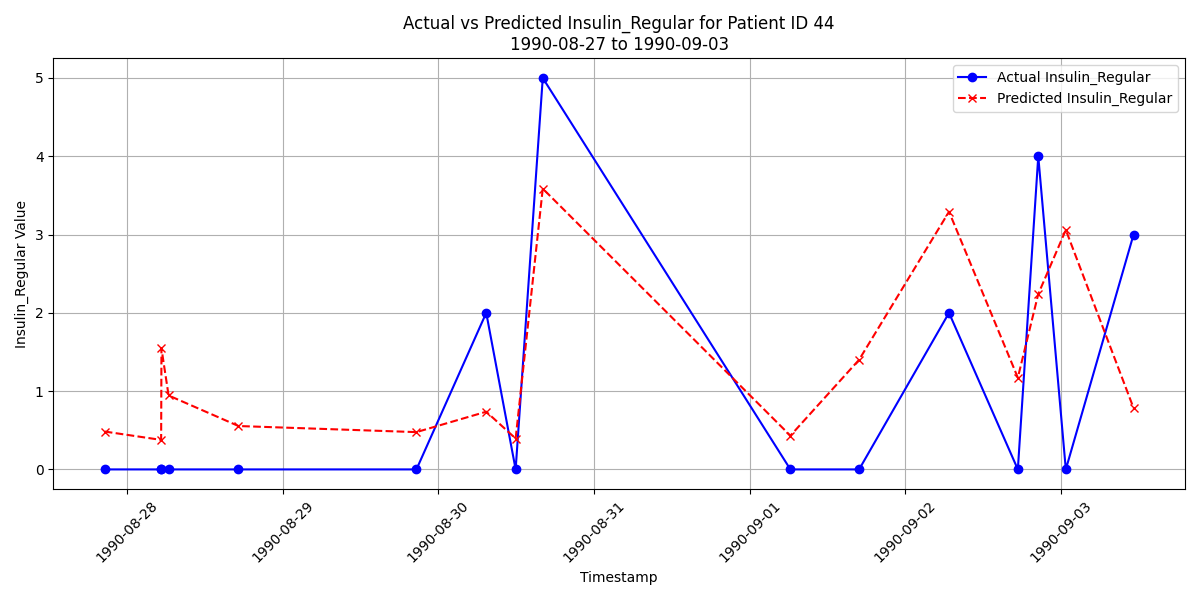 Actual vs Predicted Insulin_Regular for Patient ID 44
1990-08-27 to 1990-09-03
Actual Insulin_Regular
Predicted Insulin_Regular
Insulin_Regular Value
5
4
3
2
1
0
1990-08-28
1990-08-29
1990-08-30
1990-08-31
1990-09-01
1990-09-02
1990-09-03
Timestamp